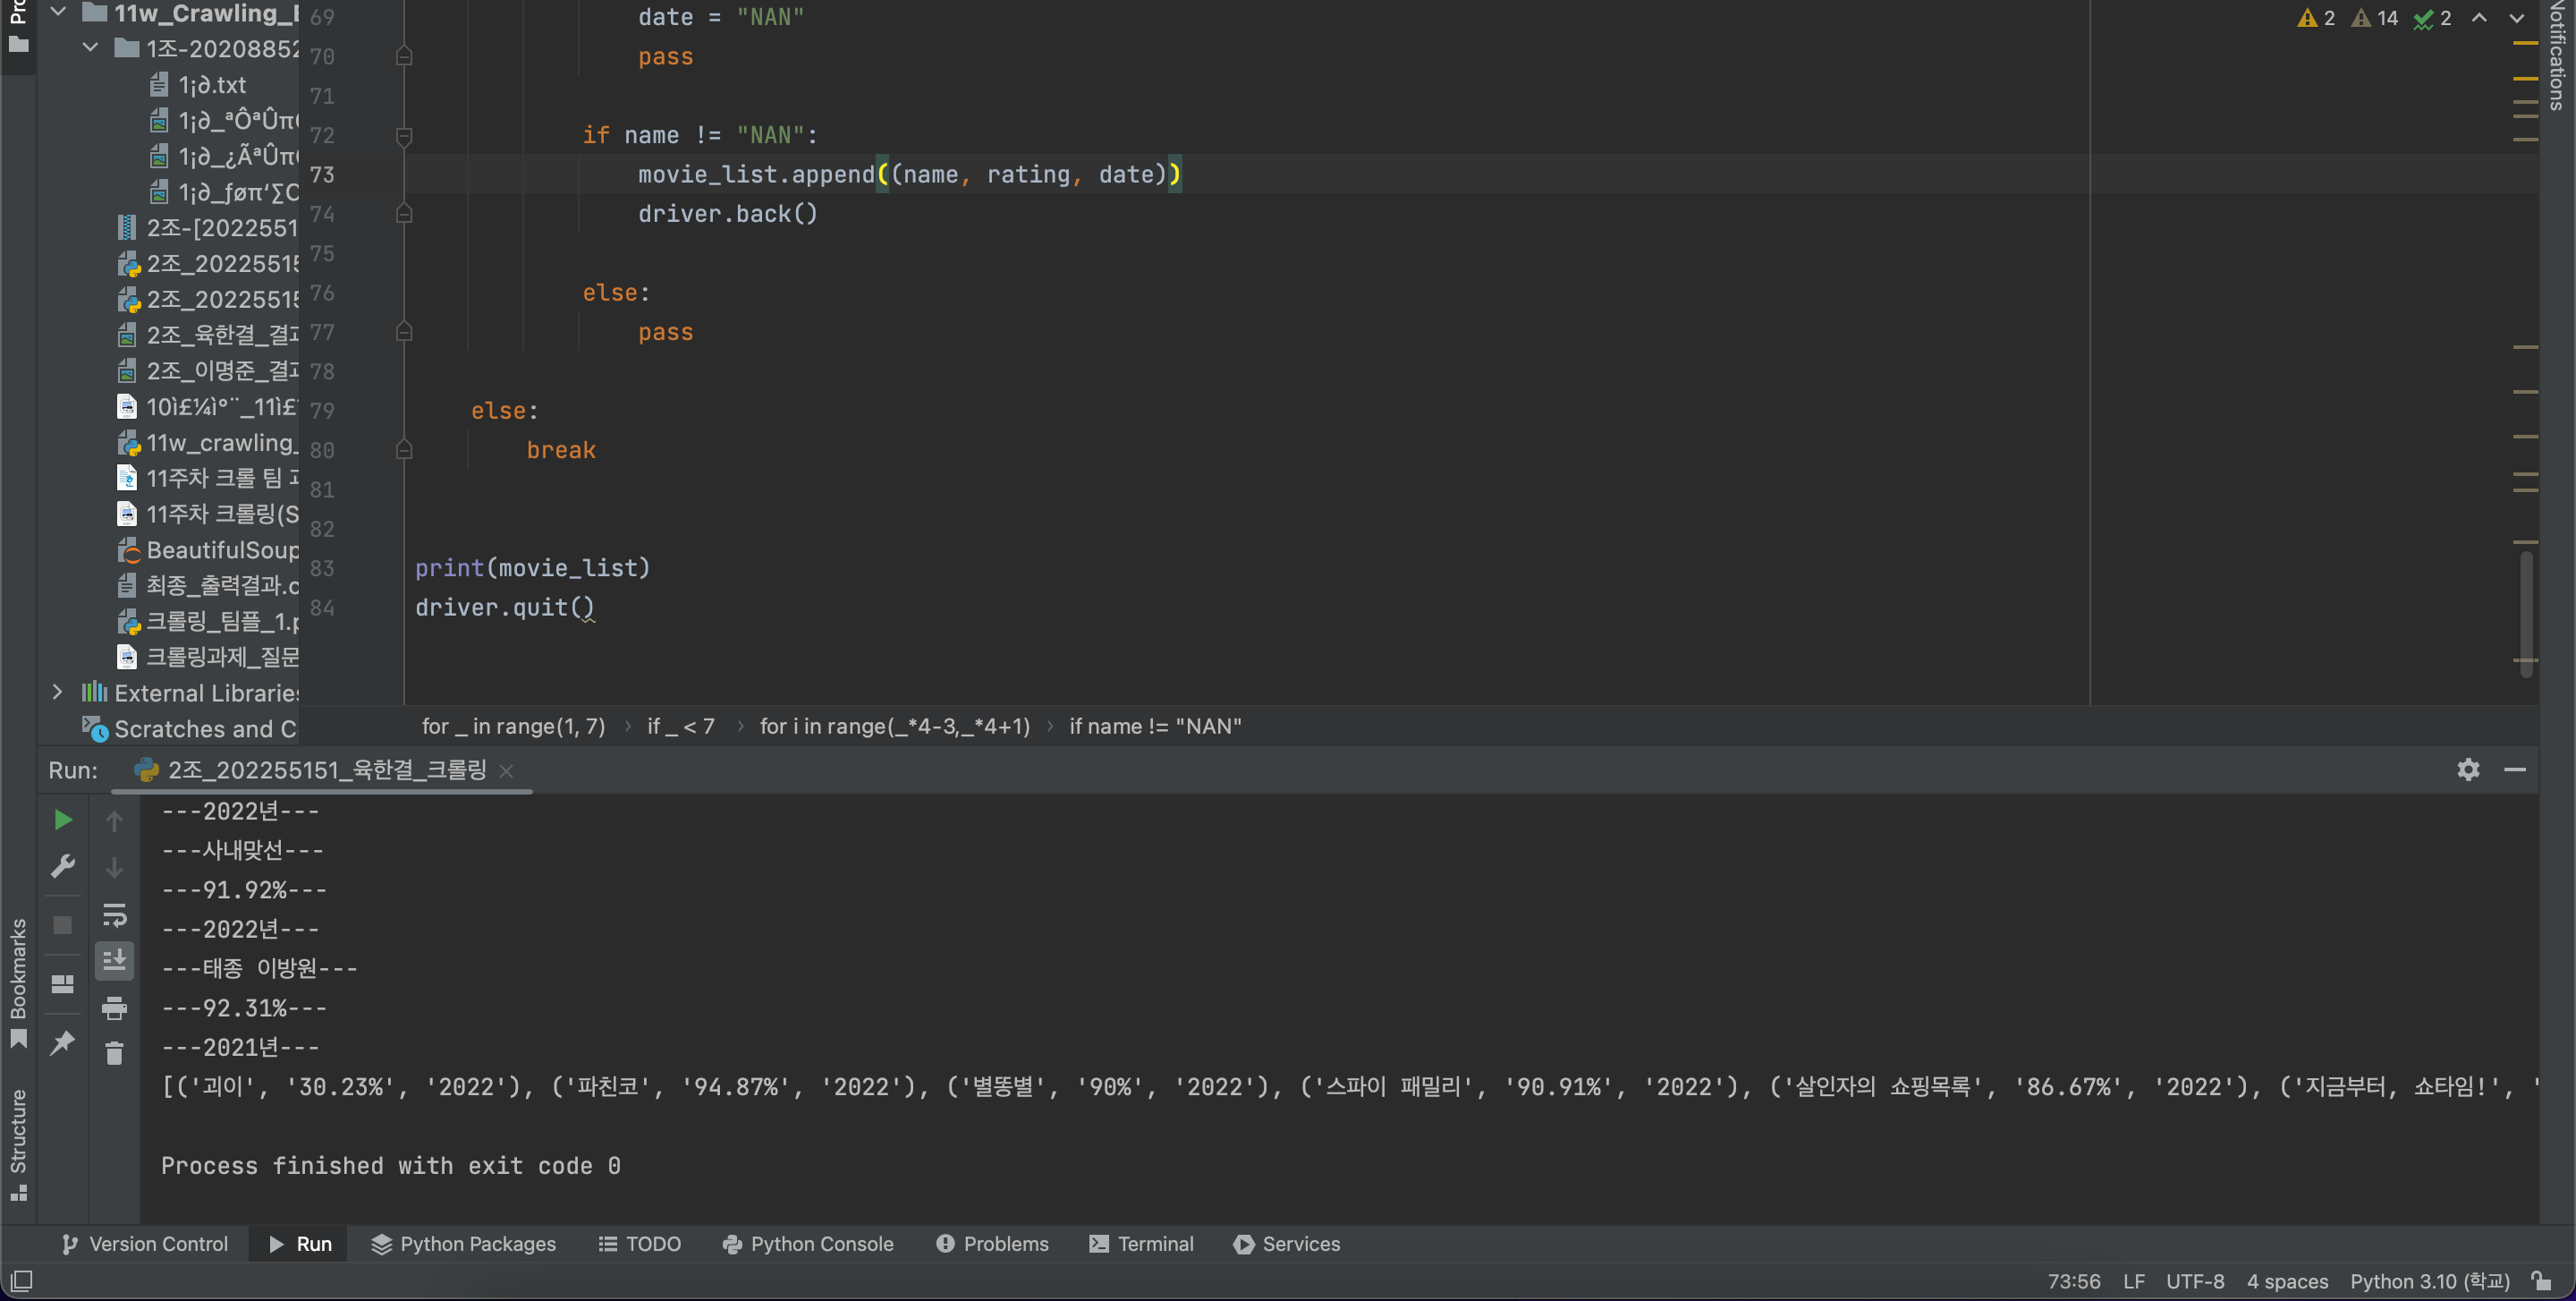 Pro
11w_Crawling_E
1조-20208852
1¡∂.txt
1¡∂_ªÔªÛπ
1¡∂_¿ÃªÛπ
1¡∂_ƒøπ‘∑C
2조-[2022551
2조_20225515
2조_20225515
2조_육한결_결과
2조_이명준_결과
10ì£¼ì°¨_11ì£
11w_crawling_
11주차 크롤 팀
11주차 크롤링(S
BeautifulSoup
최종_출력결과.c
크롤링_팀플_1.p
크롤링과제_질문
External Libraries
Scratches and C
2 14 2
Notifications
69 date = "NAN"
70 pass
71
72 if name != "NAN":
73 movie_list.append((name, rating, date))
74 driver.back()
75
76 else:
77 pass
78
79 else:
80 break
81
82
83 print(movie_list)
84 driver.quit()
for _ in range(1, 7) › if _ < 7 › for i in range(_*4-3,_*4+1) › if name != "NAN"
Run: 2조_202255151_육한결_크롤링
---2022년---
---사내맞선---
---91.92%---
---2022년---
---태종 이방원---
---92.31%---
---2021년---
[('괴이', '30.23%', '2022'), ('파친코', '94.87%', '2022'), ('별똥별', '90%', '2022'), ('스파이 패밀리', '90.91%', '2022'), ('살인자의 쇼핑목록', '86.67%', '2022'), ('지금부터, 쇼타임!', '
Process finished with exit code 0
Bookmarks
Structure
Version Control Run Python Packages TODO Python Console Problems Terminal Services
73:56 LF UTF-8 4 spaces Python 3.10 (학교)